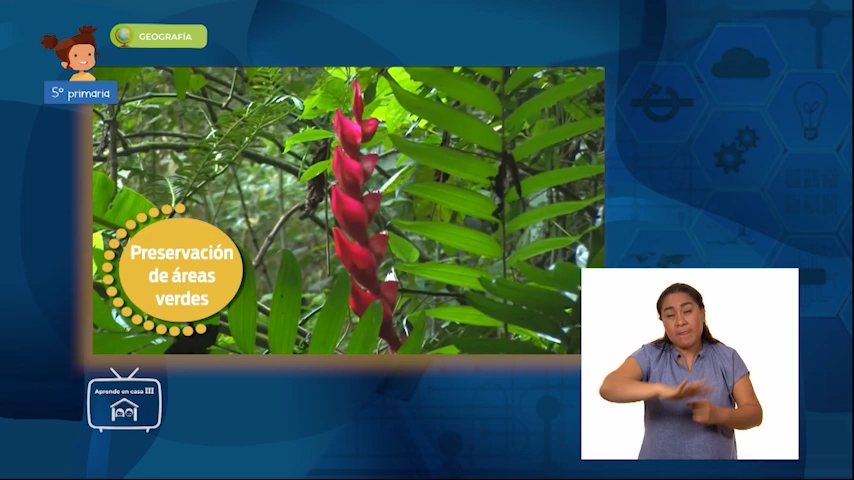 GEOGRAFÍA
5° primaria
Preservación
de áreas
verdes
Aprende en casa III